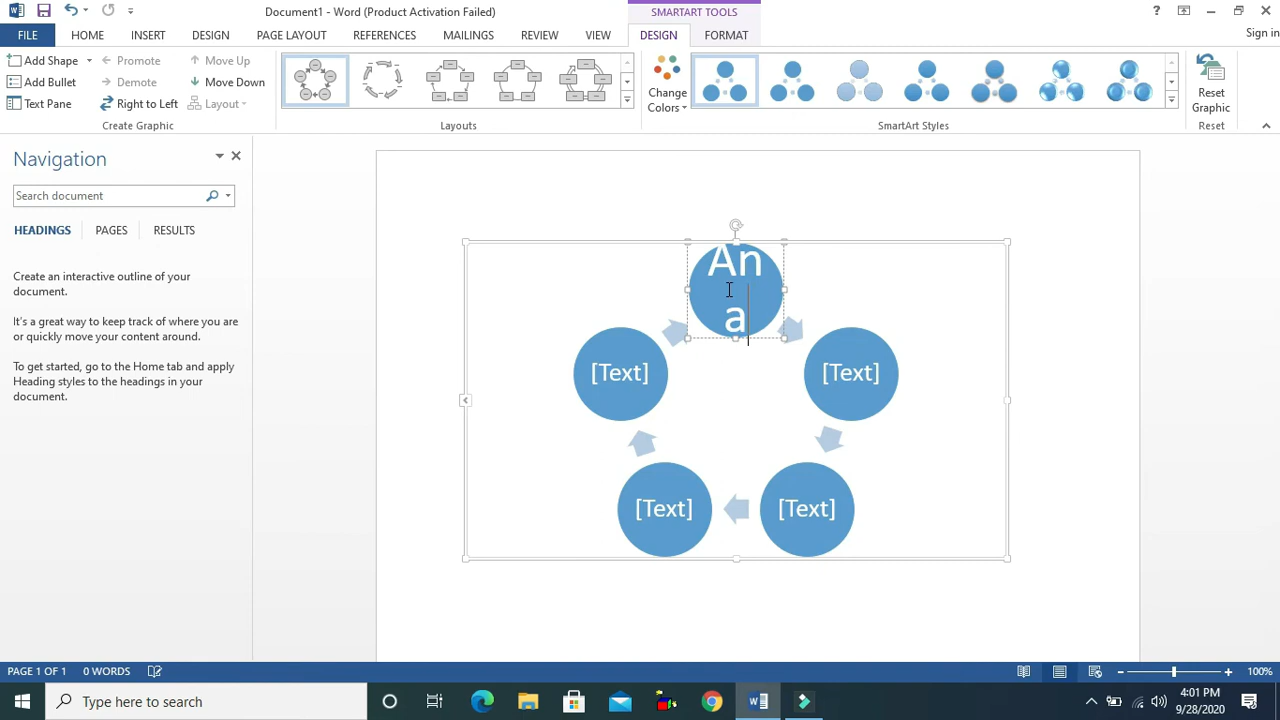 Document1 - Word (Product Activation Failed)
SMARTART TOOLS
?
FILE HOME INSERT DESIGN PAGE LAYOUT REFERENCES MAILINGS REVIEW VIEW DESIGN FORMAT Sign in
Add Shape Promote Move Up
Add Bullet Demote Move Down
Text Pane Right to Left Layout
Create Graphic
Layouts
Change
Colors
SmartArt Styles
Reset
Graphic
Reset
Navigation
Search document
HEADINGS PAGES RESULTS
Create an interactive outline of your
document.
It's a great way to keep track of where you are
or quickly move your content around.
To get started, go to the Home tab and apply
Heading styles to the headings in your
document.
An
a
[Text]
[Text]
[Text]
[Text]
PAGE 1 OF 1 0 WORDS
100%
Type here to search
4:01 PM
9/28/2020